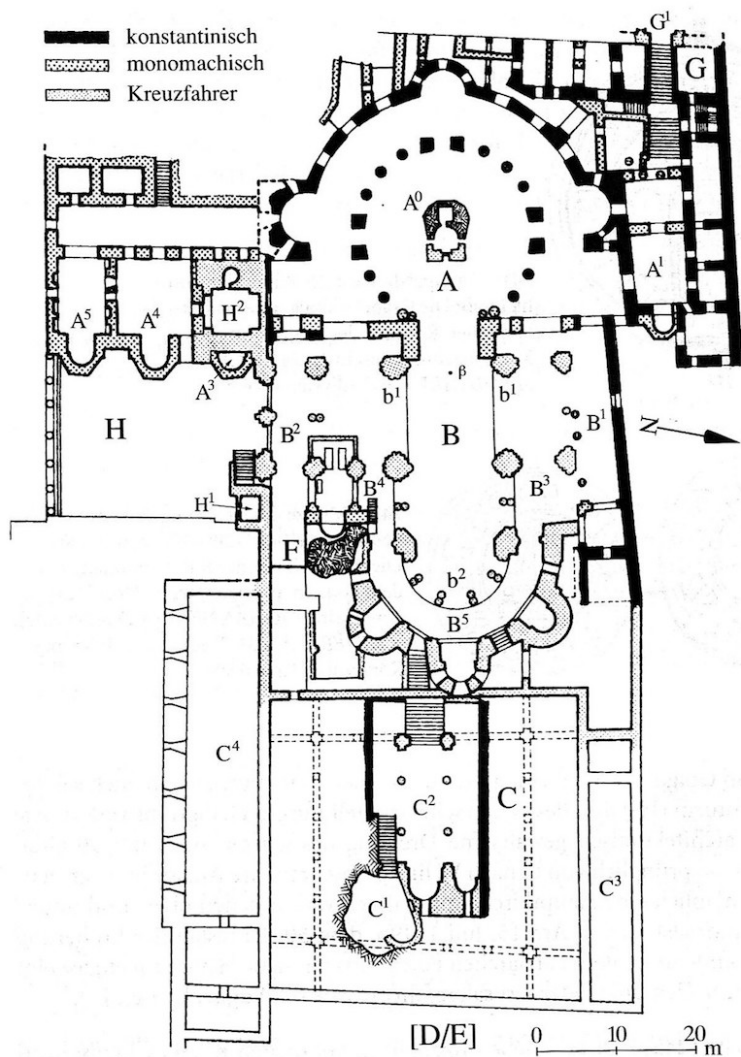 konstantinisch
monomachisch
Kreuzfahrer
G¹
G
A⁰
A
A¹
A⁵
A⁴
H²
A³
β
b¹
b¹
H
B²
B
B¹
N
B⁴
B³
H¹
F
b²
B⁵
C⁴
C²
C
C¹
C³
[D/E]
0 10 20
m